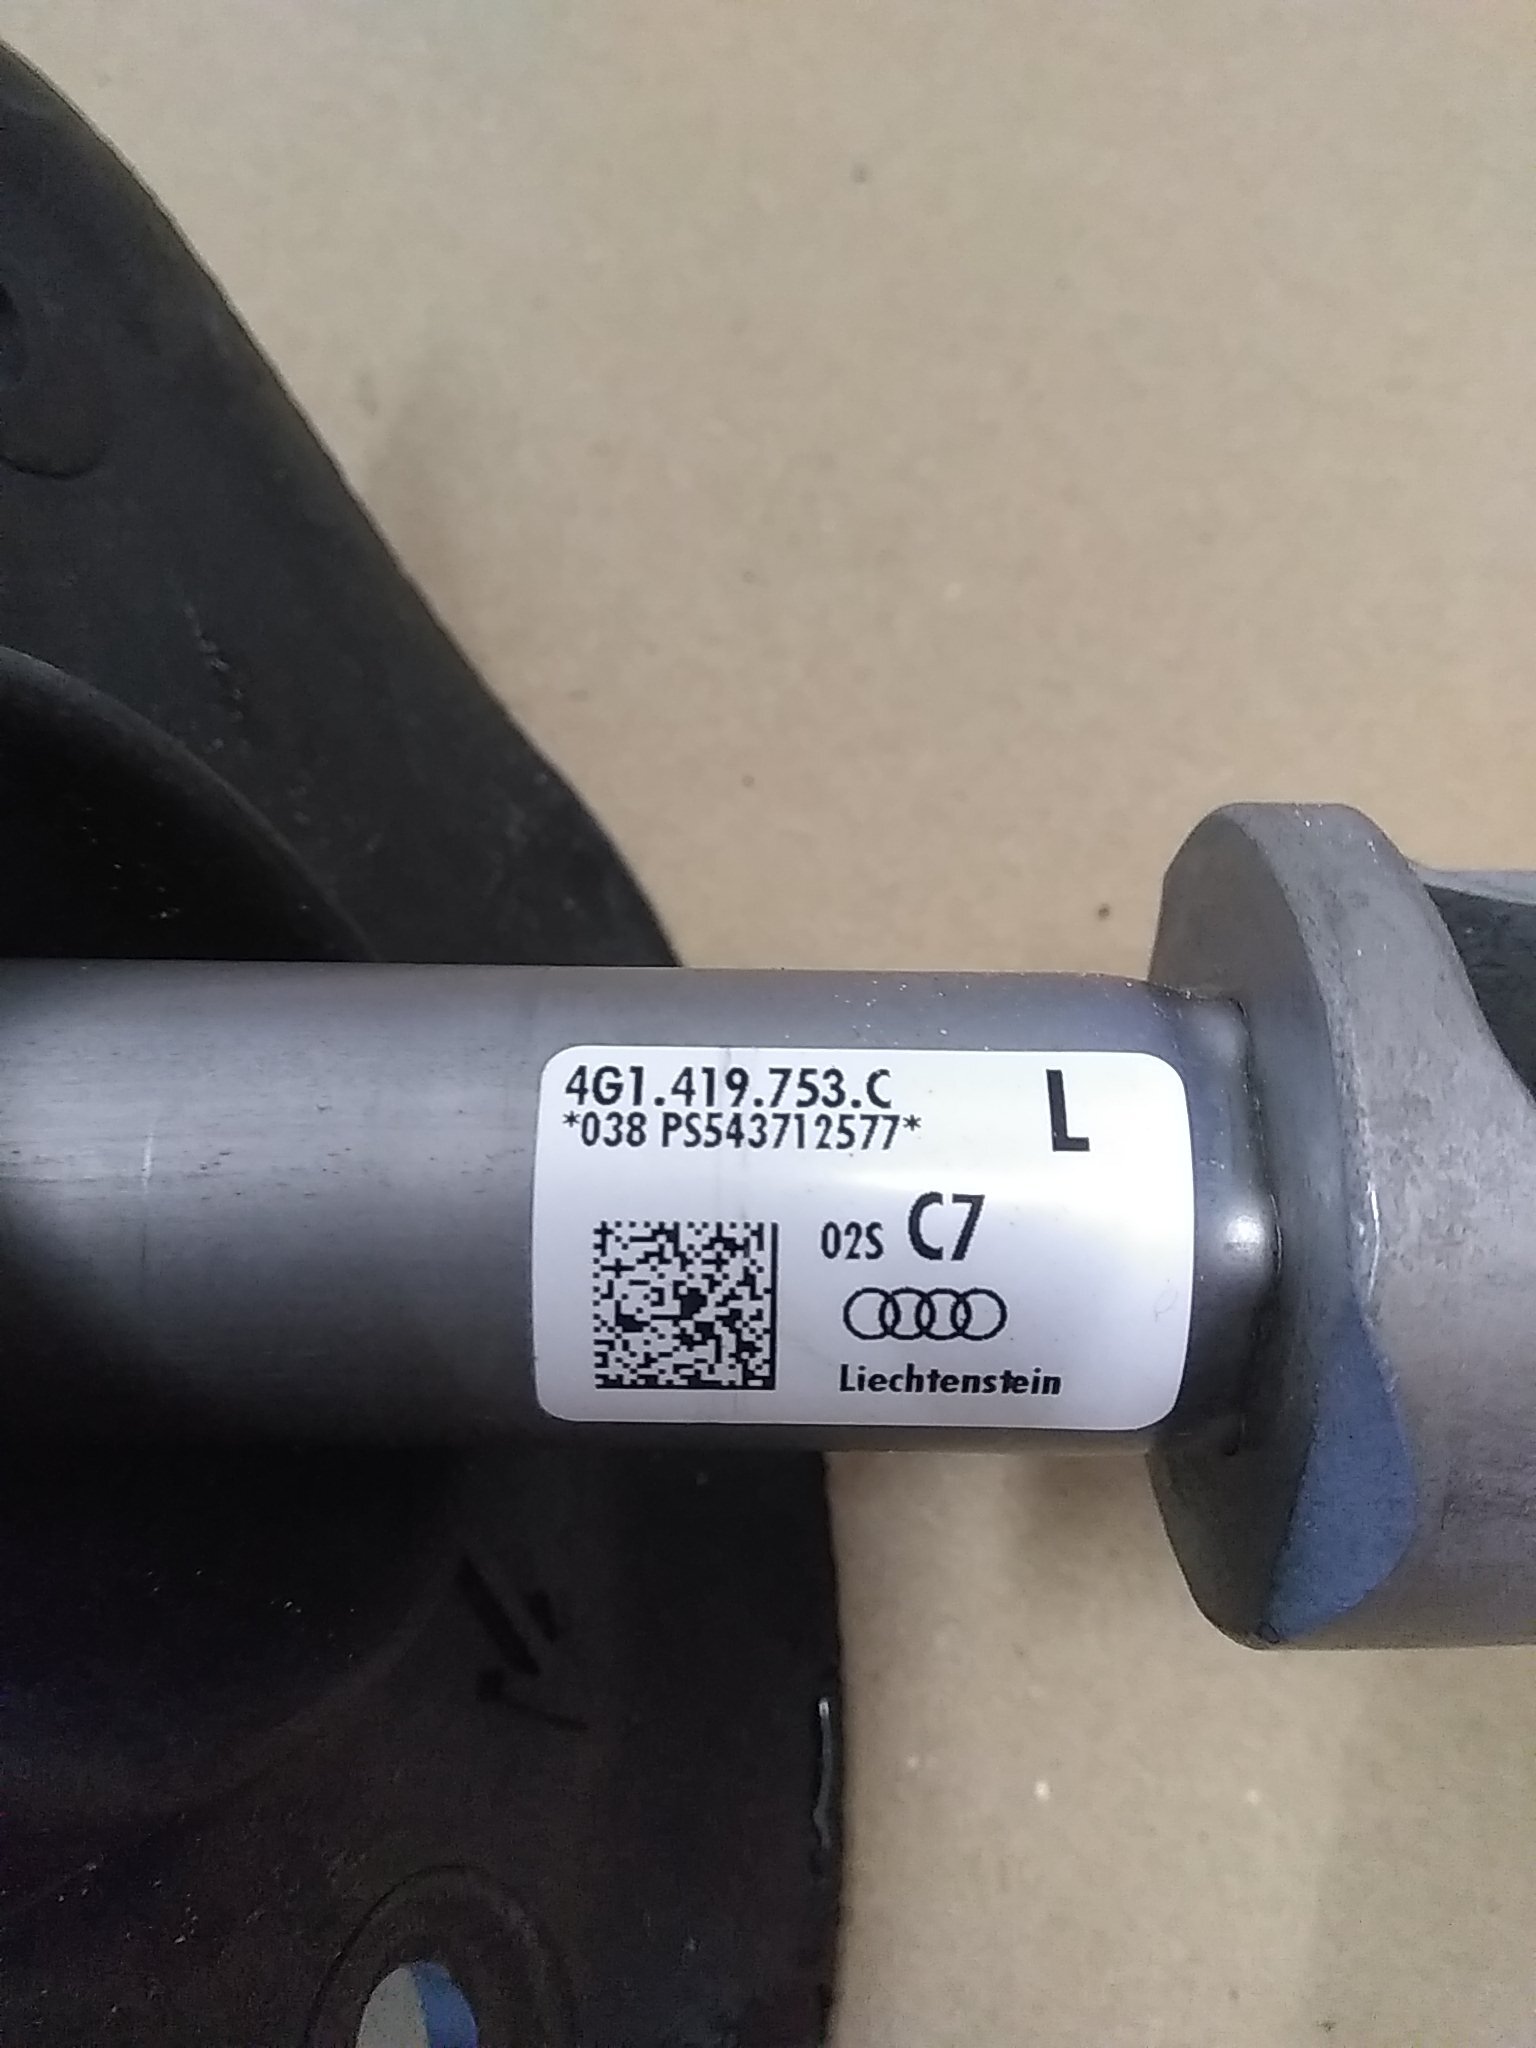 4G1.419.753.C
L
*038 PS543712577*
02S C7
Liechtenstein